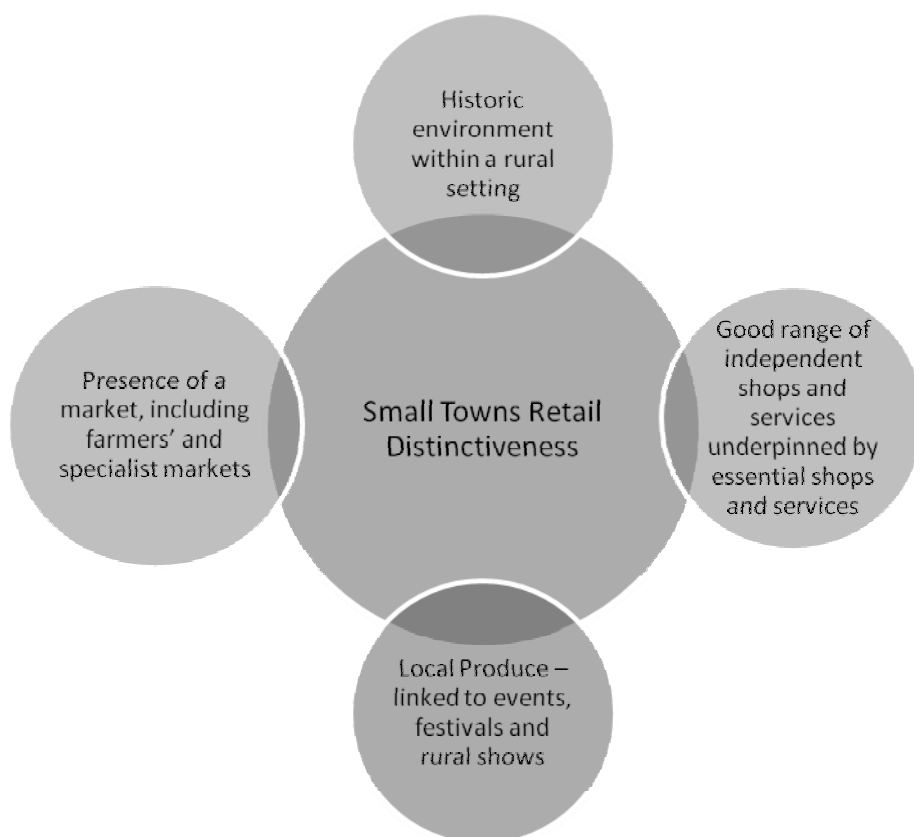 Historic
environment
within a rural
setting
Presence of a
market, including
farmers’ and
specialist markets
Small Towns Retail
Distinctiveness
Good range of
independent
shops and
services
underpinned by
essential shops
and services
Local Produce –
linked to events,
festivals and
rural shows